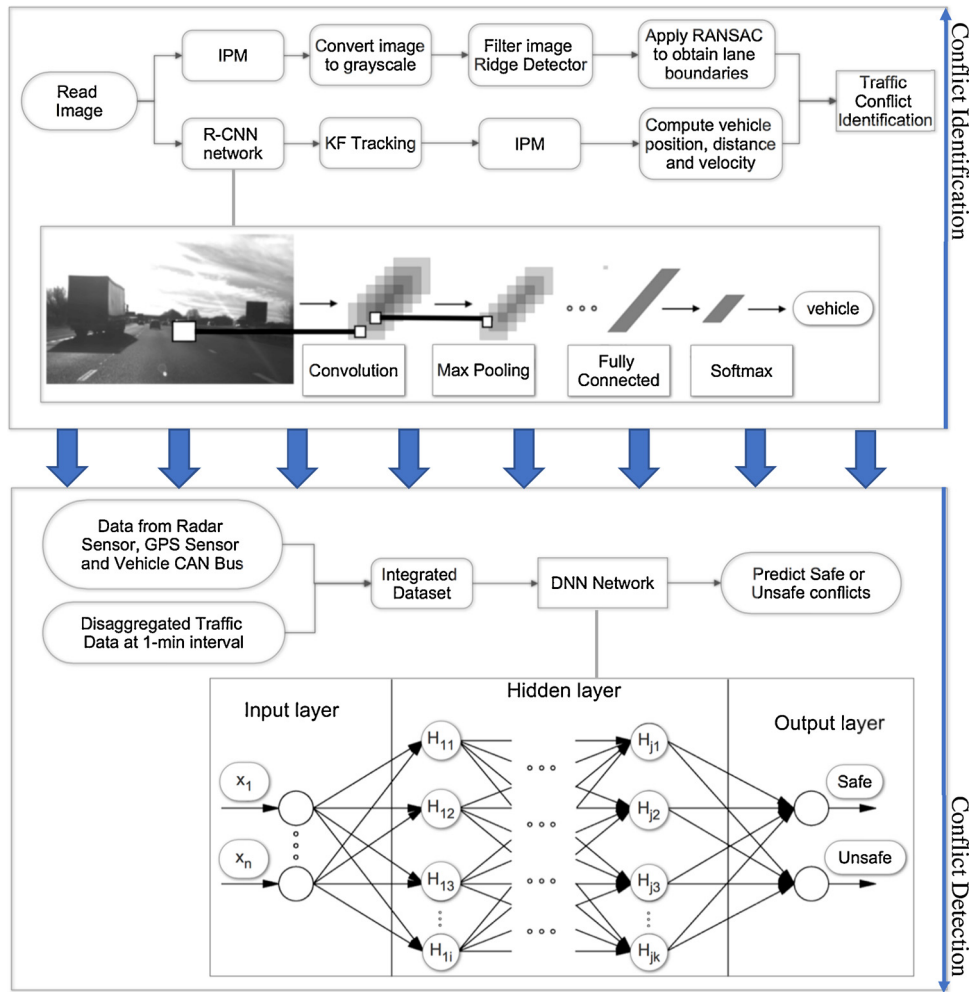 IPM
Convert image
to grayscale
Filter image
Ridge Detector
Apply RANSAC
to obtain lane
boundaries
Read
Image
Traffic
Conflict
Identification
R-CNN
network
KF Tracking
IPM
Compute vehicle
position, distance
and velocity
Conflict Identification
vehicle
Convolution
Max Pooling
Fully
Connected
Softmax
Data from Radar
Sensor, GPS Sensor
and Vehicle CAN Bus
Disaggregated Traffic
Data at 1-min interval
Integrated
Dataset
DNN Network
Predict Safe or
Unsafe conflicts
Input layer
Hidden layer
Output layer
x1
xn
H11
H12
H13
H1i
Hj1
Hj2
Hj3
Hjk
Safe
Unsafe
Conflict Detection